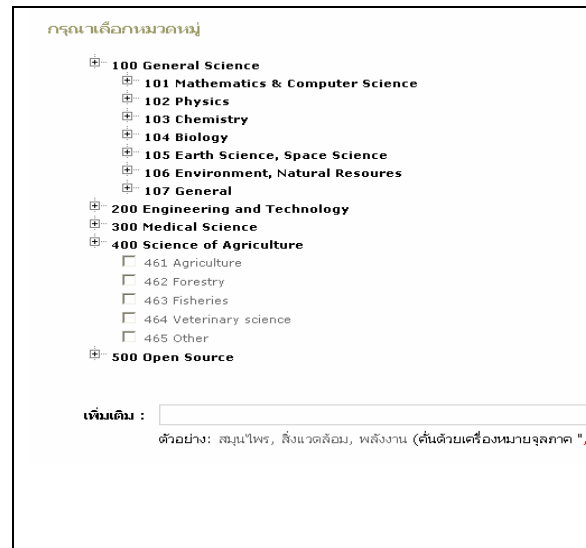 กรุณาเลือกหมวดหมู่
100 General Science
101 Mathematics & Computer Science
102 Physics
103 Chemistry
104 Biology
105 Earth Science, Space Science
106 Environment, Natural Resoures
107 General
200 Engineering and Technology
300 Medical Science
400 Science of Agriculture
461 Agriculture
462 Forestry
463 Fisheries
464 Veterinary science
465 Other
500 Open Source
เพิ่มเติม :
ตัวอย่าง: สมุนไพร, สิ่งแวดล้อม, พลังงาน (คั่นด้วยเครื่องหมายจุลภาค ",